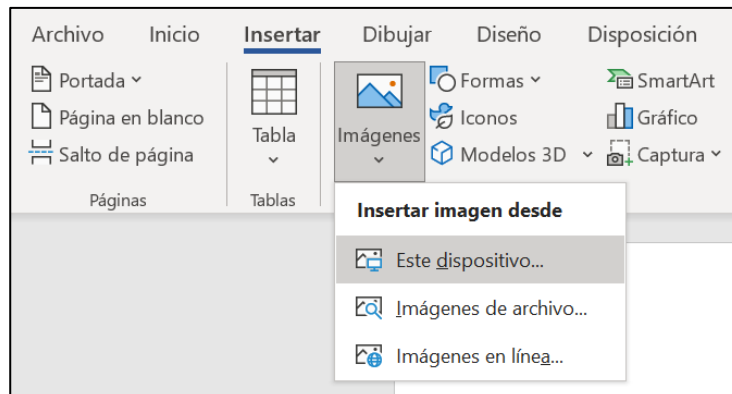 Archivo Inicio Insertar Dibujar Diseño Disposición
Portada
Página en blanco
Salto de página
Páginas
Tabla
Tablas
Imágenes
Formas
Iconos
Modelos 3D
SmartArt
Gráfico
Captura
Insertar imagen desde
Este dispositivo...
Imágenes de archivo...
Imágenes en línea...